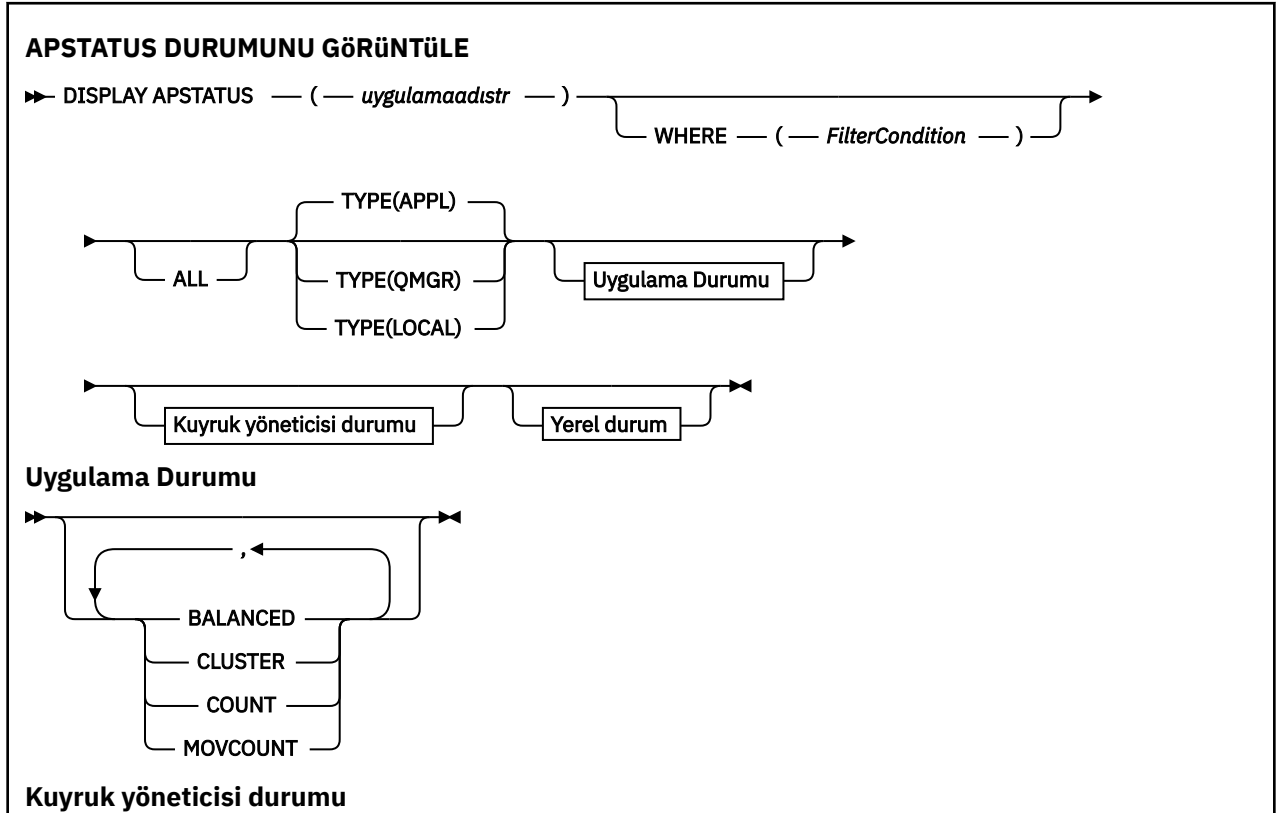 APSTATUS DURUMUNU GöRüNTüLE
DISPLAY APSTATUS ( uygulamaadıstr )
WHERE ( FilterCondition )
ALL
TYPE(APPL)
TYPE(QMGR)
TYPE(LOCAL)
Uygulama Durumu
Kuyruk yöneticisi durumu
Yerel durum
Uygulama Durumu
,
BALANCED
CLUSTER
COUNT
MOVCOUNT
Kuyruk yöneticisi durumu